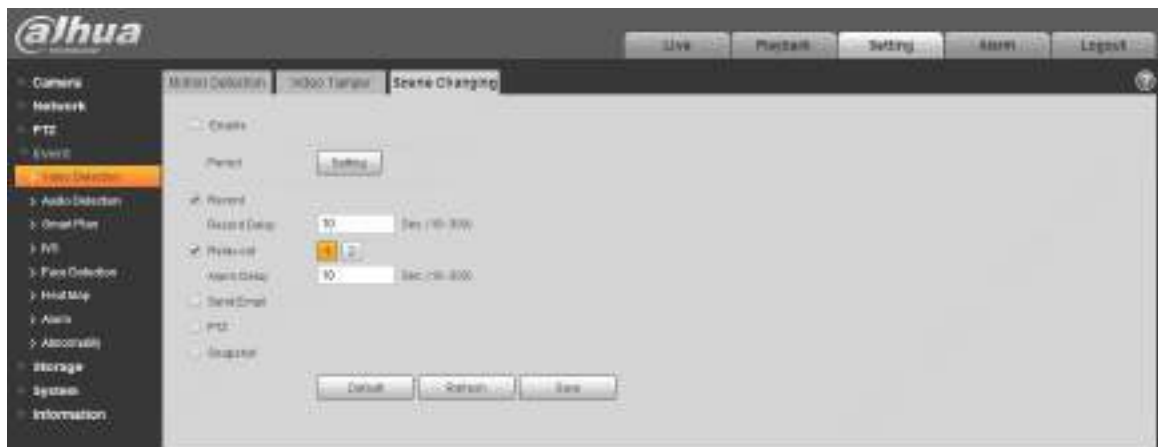 alhua
Live Playback Setting Alarm Logout
Camera
Network
PTZ
Event
Video Detection
Audio Detection
Smart Plan
IVS
Face Detection
Heat Map
Alarm
Abnormality
Storage
System
Information
Motion Detection Video Tamper Scene Changing
Enable
Period Setting
Record
Record Delay 10 Sec. (10-300)
Relay-out 1 2
Alarm Delay 10 Sec. (10-300)
Send Email
PTZ
Snapshot
Default Refresh Save